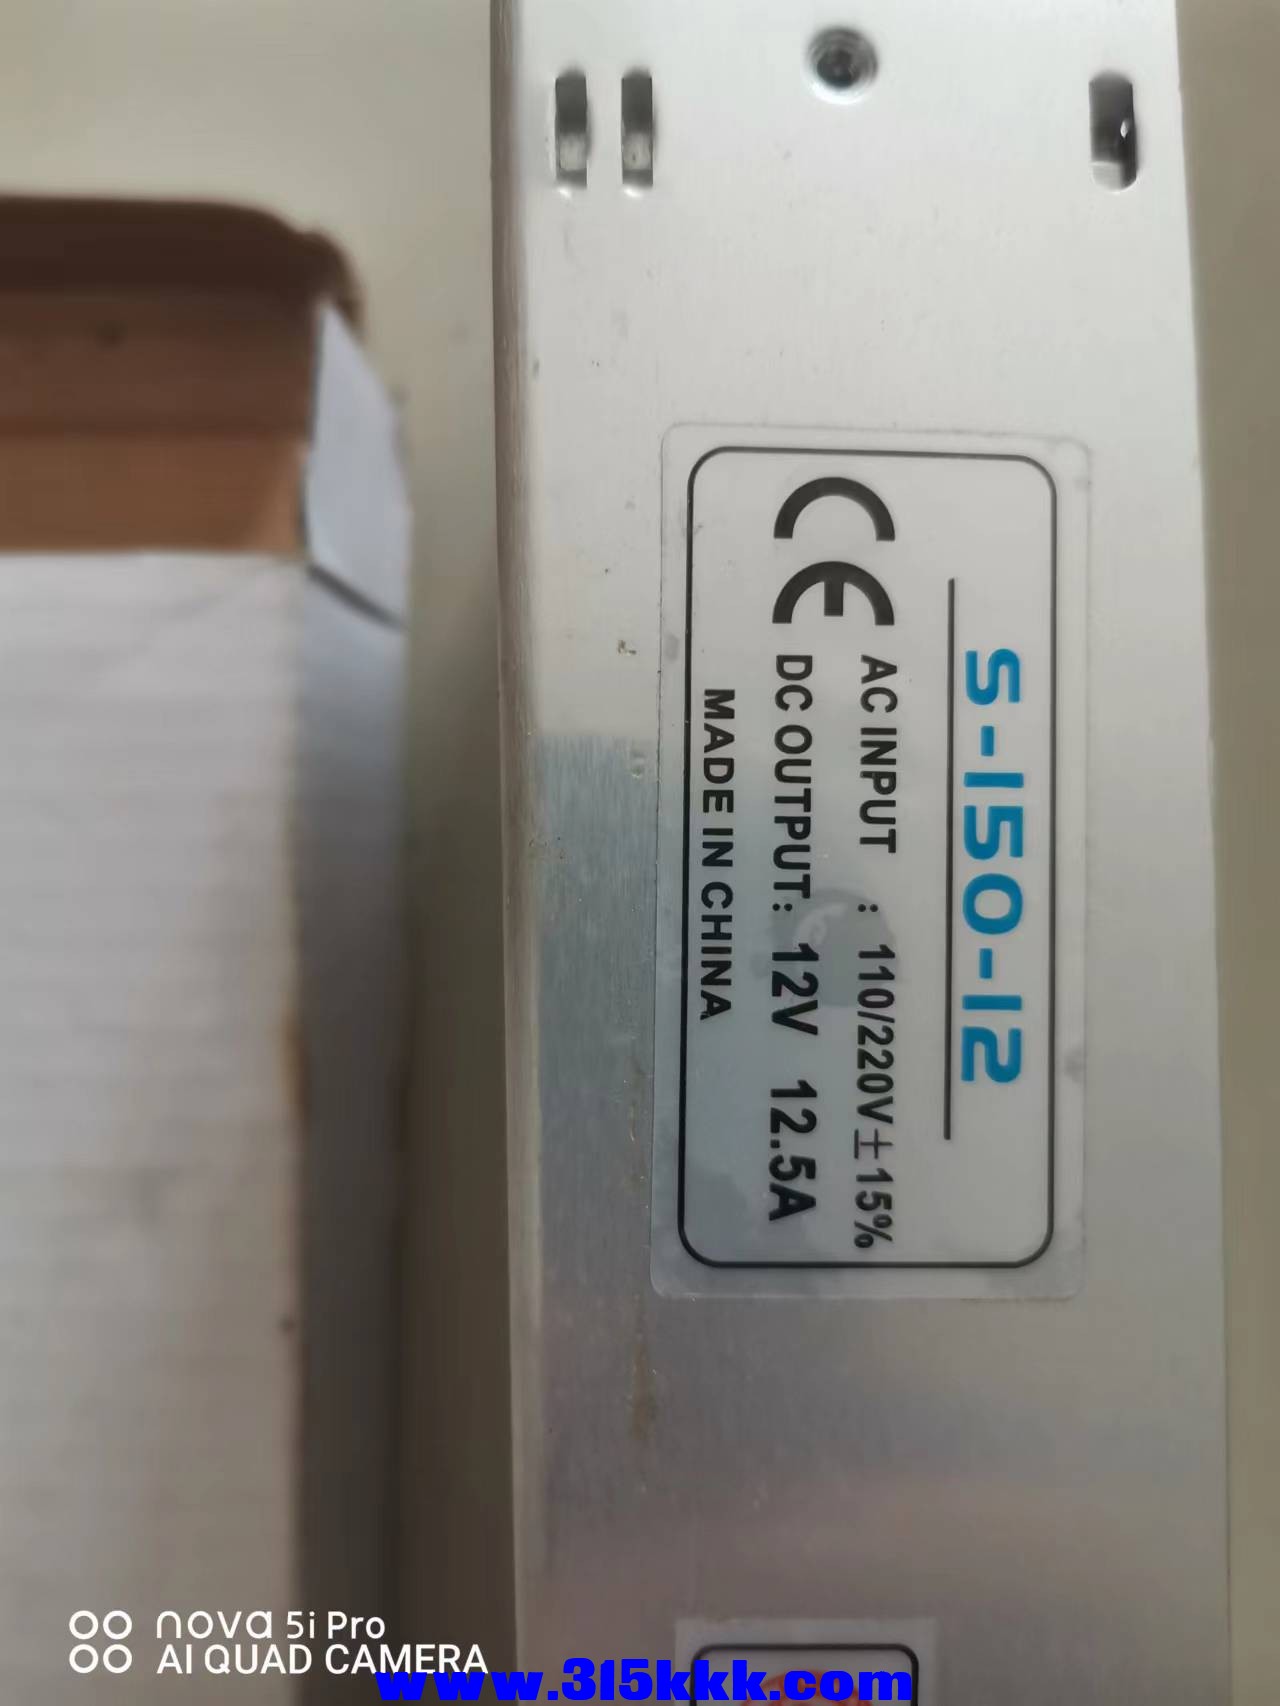 S-150-12
CE
AC INPUT : 110/220V±15%
DC OUTPUT: 12V 12.5A
MADE IN CHINA
nova 5i Pro
AI QUAD CAMERA
www.315kkk.com